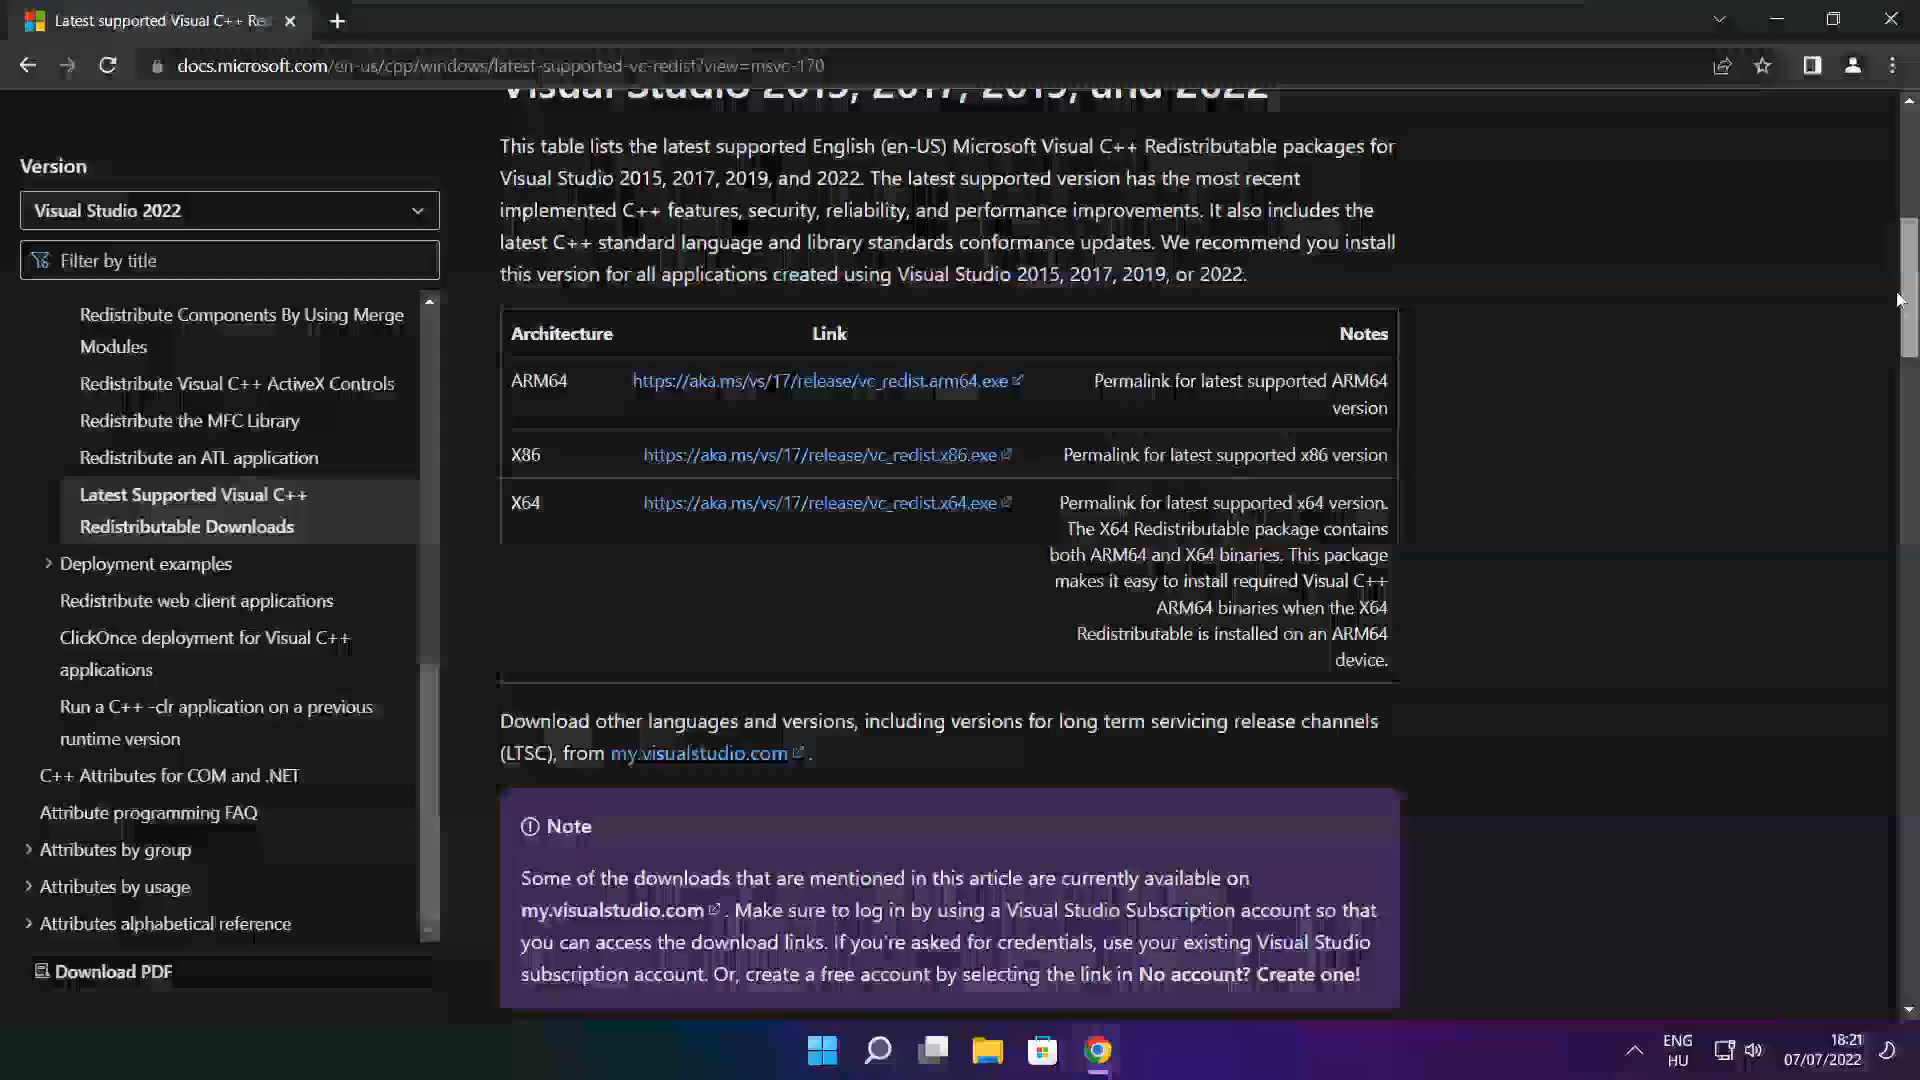 Latest supported Visual C++ Red
docs.microsoft.com/en-us/cpp/windows/latest-supported-vc-redist?view=msvc-170
Version
Visual Studio 2022
Filter by title
Redistribute Components By Using Merge
Modules
Redistribute Visual C++ ActiveX Controls
Redistribute the MFC Library
Redistribute an ATL application
Latest Supported Visual C++
Redistributable Downloads
Deployment examples
Redistribute web client applications
ClickOnce deployment for Visual C++
applications
Run a C++ -clr application on a previous
runtime version
C++ Attributes for COM and .NET
Attribute programming FAQ
Attributes by group
Attributes by usage
Attributes alphabetical reference
Download PDF
Visual Studio 2015, 2017, 2019, and 2022
This table lists the latest supported English (en-US) Microsoft Visual C++ Redistributable packages for
Visual Studio 2015, 2017, 2019, and 2022. The latest supported version has the most recent
implemented C++ features, security, reliability, and performance improvements. It also includes the
latest C++ standard language and library standards conformance updates. We recommend you install
this version for all applications created using Visual Studio 2015, 2017, 2019, or 2022.
Architecture Link Notes
ARM64 https://aka.ms/vs/17/release/vc_redist.arm64.exe Permalink for latest supported ARM64
version
X86 https://aka.ms/vs/17/release/vc_redist.x86.exe Permalink for latest supported x86 version
X64 https://aka.ms/vs/17/release/vc_redist.x64.exe Permalink for latest supported x64 version.
The X64 Redistributable package contains
both ARM64 and X64 binaries. This package
makes it easy to install required Visual C++
ARM64 binaries when the X64
Redistributable is installed on an ARM64
device.
Download other languages and versions, including versions for long term servicing release channels
(LTSC), from my.visualstudio.com .
Note
Some of the downloads that are mentioned in this article are currently available on
my.visualstudio.com . Make sure to log in by using a Visual Studio Subscription account so that
you can access the download links. If you're asked for credentials, use your existing Visual Studio
subscription account. Or, create a free account by selecting the link in No account? Create one!
ENG
HU
18:21
07/07/2022